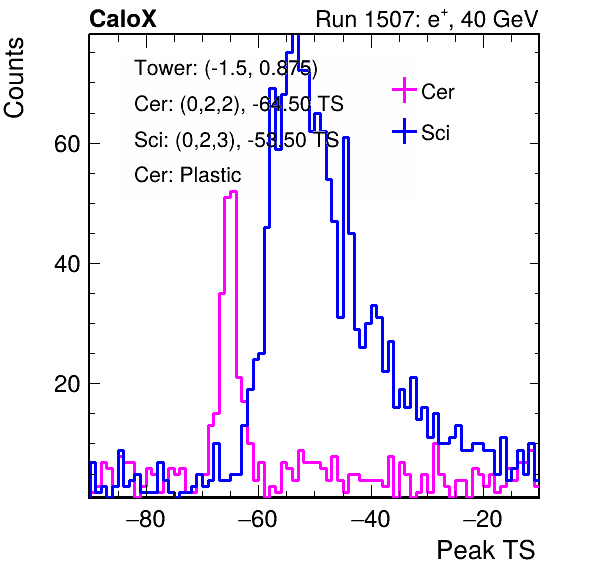 CaloX Run 1507: e⁺, 40 GeV
Counts
Tower: (-1.5, 0.875)
Cer: (0,2,2), -64.50 TS
Sci: (0,2,3), -53.50 TS
Cer: Plastic
Cer
Sci
60
40
20
−80 −60 −40 −20
Peak TS